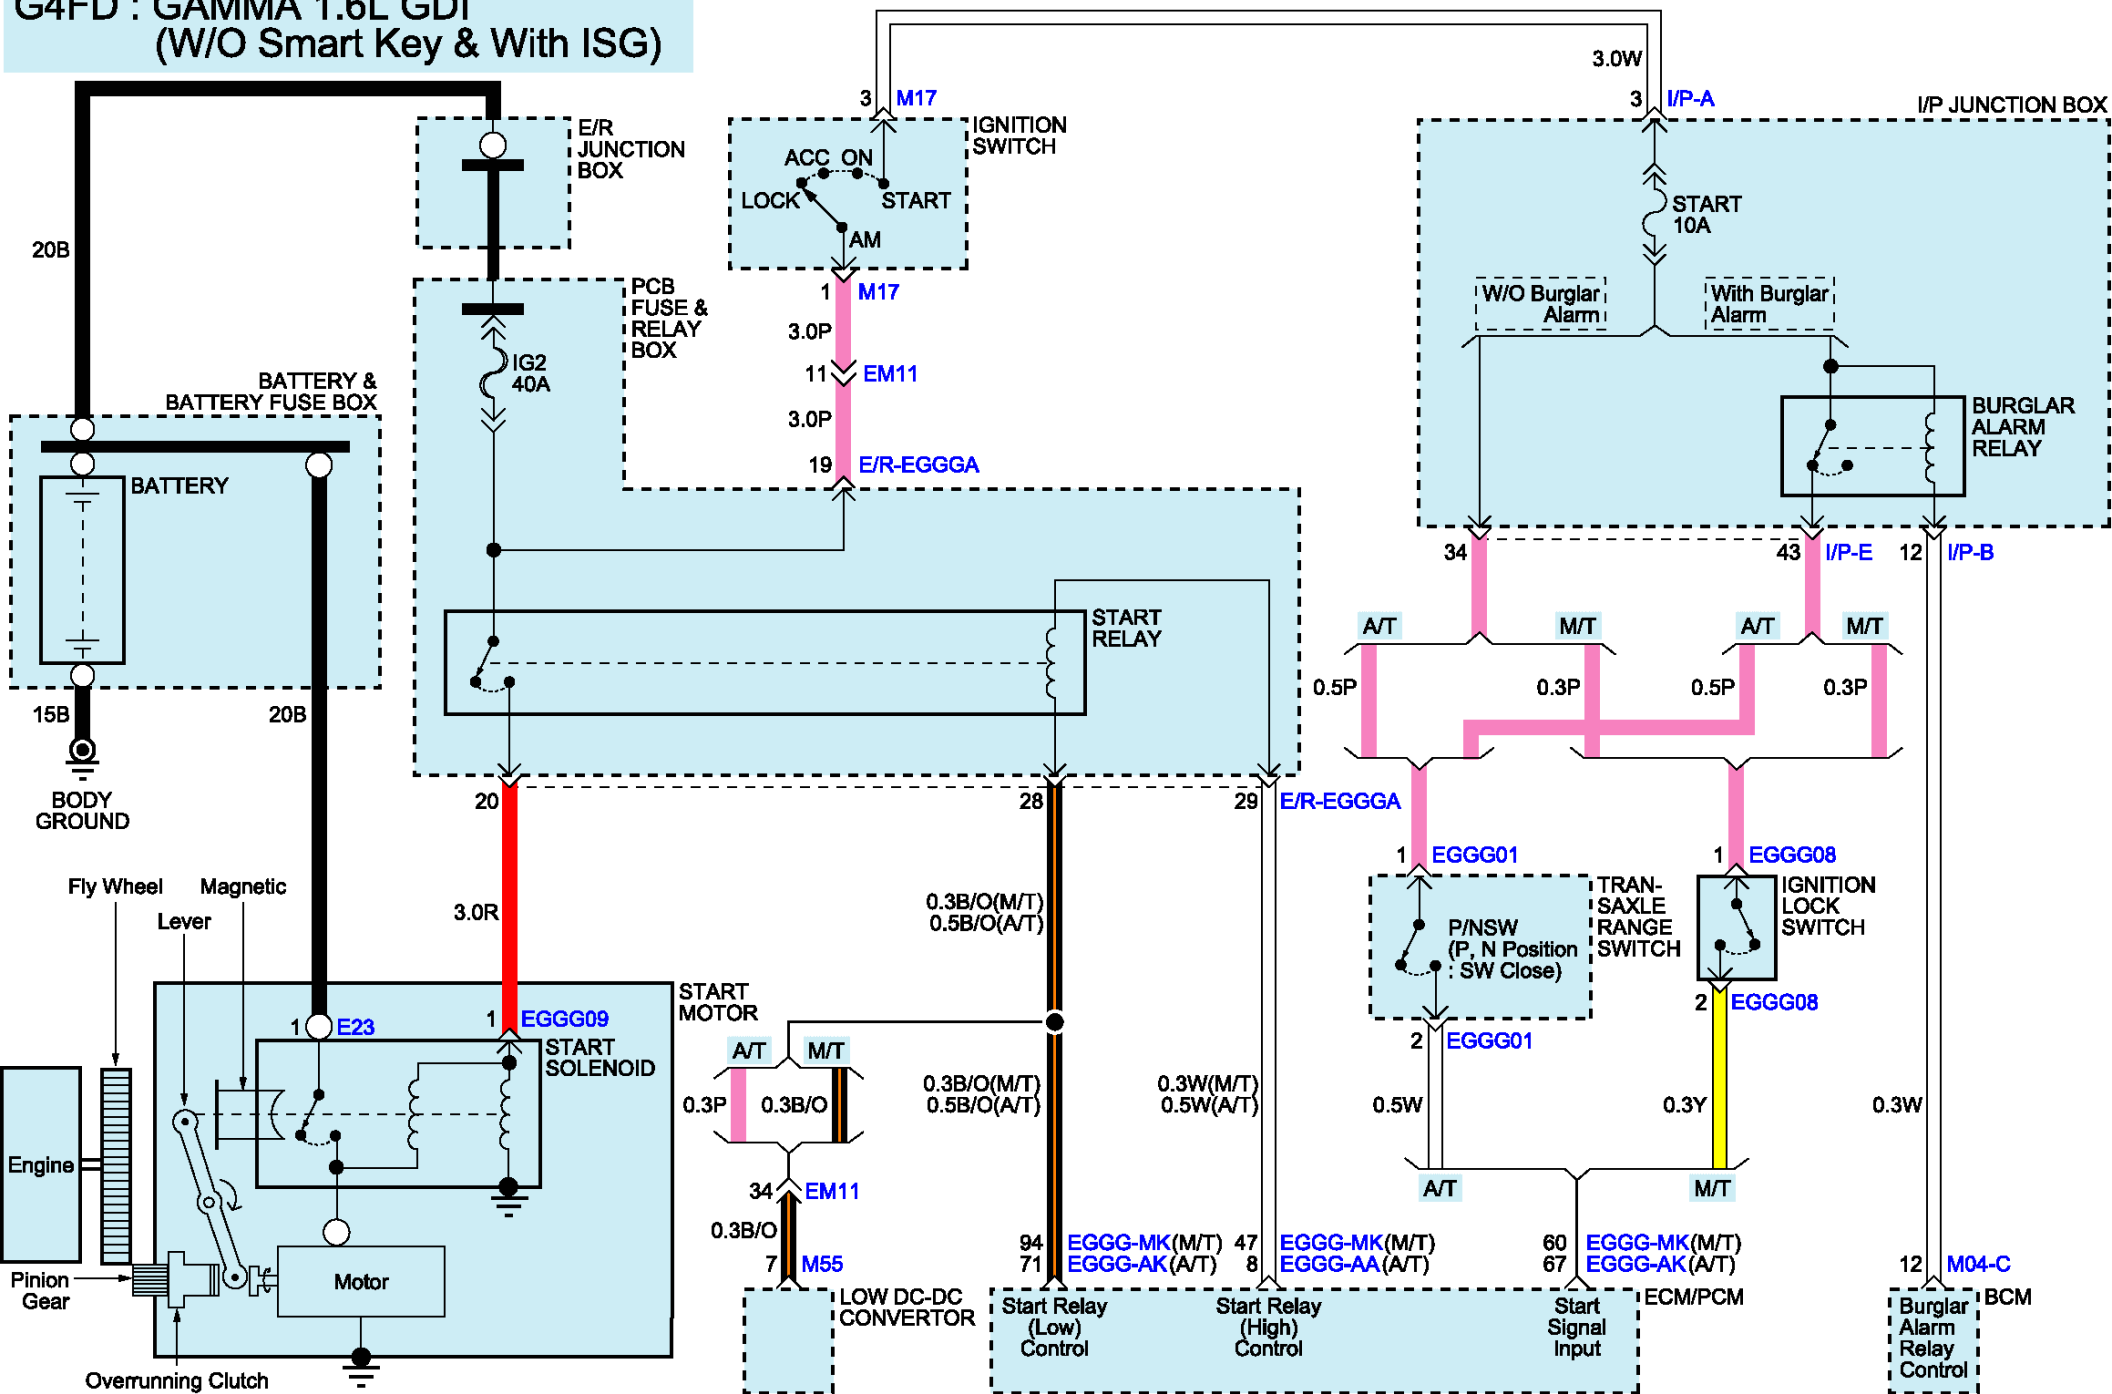 G4FD : GAMMA 1.6L GDI
(W/O Smart Key & With ISG)
3.0W
3 M17
3 I/P-A
I/P JUNCTION BOX
E/R
JUNCTION
BOX
IGNITION
SWITCH
ACC ON
LOCK
START
AM
START
10A
20B
1 M17
PCB
FUSE &
RELAY
BOX
W/O Burglar
Alarm
With Burglar
Alarm
3.0P
IG2
40A
11 EM11
BATTERY &
BATTERY FUSE BOX
3.0P
BURGLAR
ALARM
RELAY
19 E/R-EGGGA
BATTERY
34
43 I/P-E
12 I/P-B
START
RELAY
A/T
M/T
A/T
M/T
0.5P
0.3P
0.5P
0.3P
15B
20B
BODY
GROUND
20
28
29 E/R-EGGGA
1 EGGG01
1 EGGG08
Fly Wheel
Magnetic
Lever
3.0R
0.3B/O(M/T)
0.5B/O(A/T)
TRAN-
SAXLE
RANGE
SWITCH
P/NSW
(P, N Position
: SW Close)
IGNITION
LOCK
SWITCH
START
MOTOR
2 EGGG08
1 E23
1 EGGG09
START
SOLENOID
2 EGGG01
A/T
M/T
0.3P
0.3B/O
0.3B/O(M/T)
0.5B/O(A/T)
0.3W(M/T)
0.5W(A/T)
0.5W
0.3Y
0.3W
Engine
34 EM11
A/T
M/T
0.3B/O
94 EGGG-MK(M/T)
71 EGGG-AK(A/T)
47 EGGG-MK(M/T)
8 EGGG-AA(A/T)
60 EGGG-MK(M/T)
67 EGGG-AK(A/T)
7 M55
12 M04-C
Pinion
Gear
Motor
LOW DC-DC
CONVERTOR
Start Relay
(Low)
Control
Start Relay
(High)
Control
Start
Signal
Input
ECM/PCM
Burglar
Alarm
Relay
Control
BCM
Overrunning Clutch